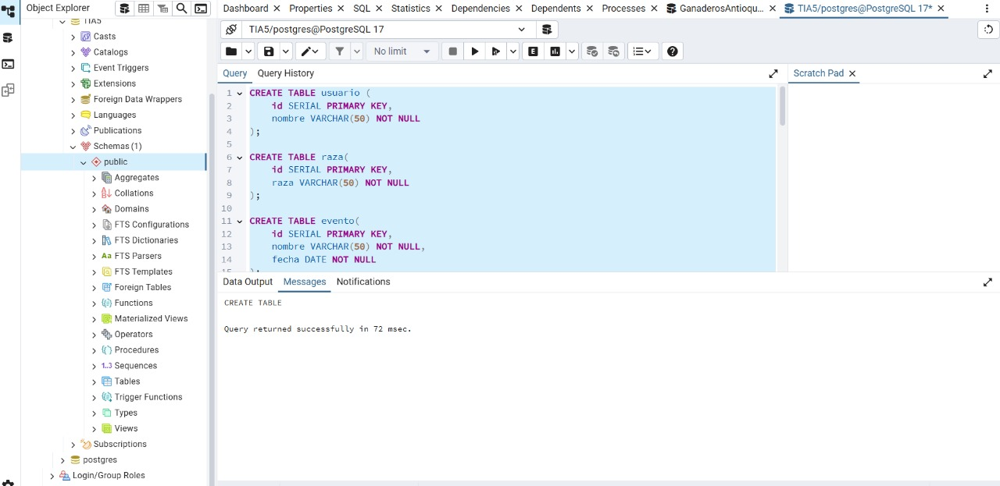 Object Explorer
Dashboard Properties SQL Statistics Dependencies Dependents Processes GanaderosAntioqu... TIA5/postgres@PostgreSQL 17*
TIA5
Casts
Catalogs
Event Triggers
Extensions
Foreign Data Wrappers
Languages
Publications
Schemas (1)
public
Aggregates
Collations
Domains
FTS Configurations
FTS Dictionaries
Aa FTS Parsers
FTS Templates
Foreign Tables
Functions
Materialized Views
Operators
Procedures
1..3 Sequences
Tables
Trigger Functions
Types
Views
Subscriptions
postgres
Login/Group Roles
TIA5/postgres@PostgreSQL 17
No limit
E
Query Query History
Scratch Pad
1 CREATE TABLE usuario (
2 id SERIAL PRIMARY KEY,
3 nombre VARCHAR(50) NOT NULL
4 );
5
6 CREATE TABLE raza(
7 id SERIAL PRIMARY KEY,
8 raza VARCHAR(50) NOT NULL
9 );
10
11 CREATE TABLE evento(
12 id SERIAL PRIMARY KEY,
13 nombre VARCHAR(50) NOT NULL,
14 fecha DATE NOT NULL
15 );
Data Output Messages Notifications
CREATE TABLE
Query returned successfully in 72 msec.